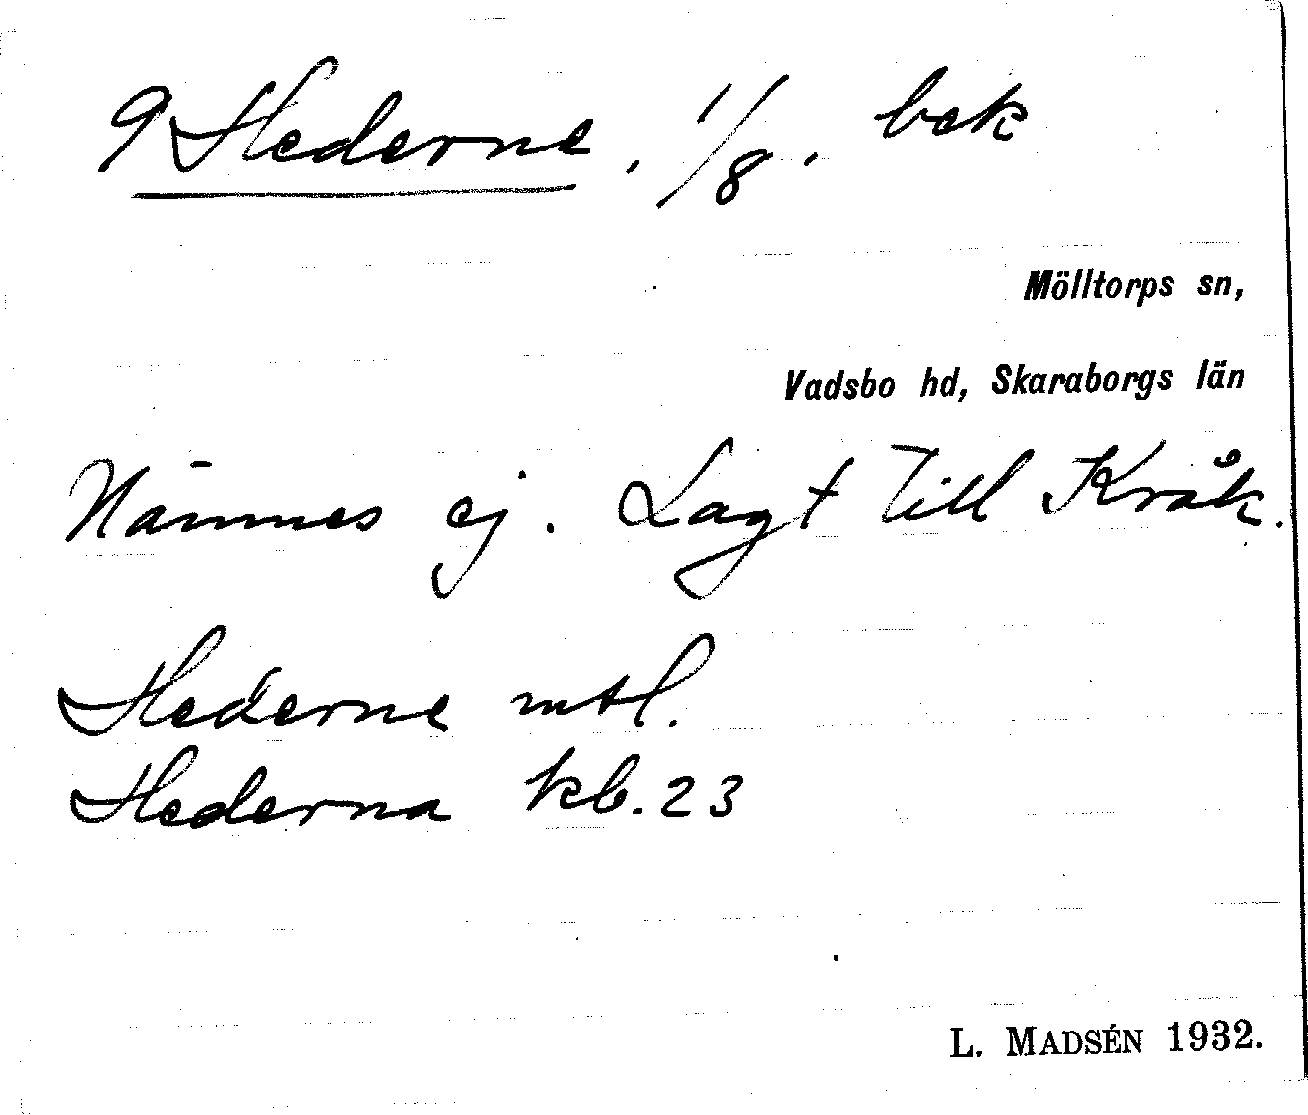 9 Hederne, 1/8, bek
Mölltorps sn,
Vadsbo hd, Skaraborgs län
Nämnes ej. Lagt till Kråk.
Hederne mtl.
Hederna kb. 23
L. MADSÉN 1932.